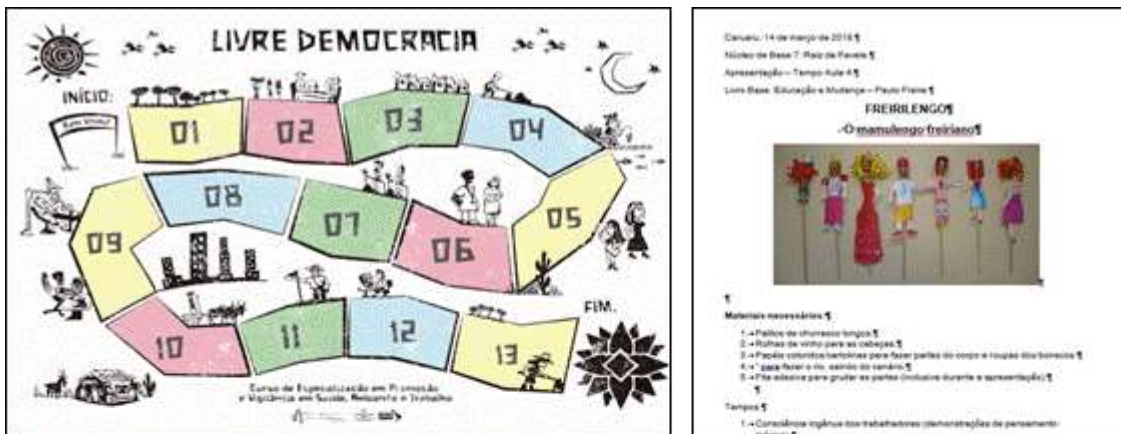 LIVRE DEMOCRACIA
INÍCIO:
01
02
03
04
05
06
07
08
09
10
11
12
13
FIM.
Curso de Especialização em Promoção
e Vigilância em Saúde, Ambiente e Trabalho
Caruaru, 14 de março de 2018¶
Núcleo de Base 7: Raiz de Favela¶
Apresentação – Tempo Aula 4¶
Livro Base: Educação e Mudança – Paulo Freire¶
FREIRILENGO¶
O mamulengo freiriano¶
¶
¶
Materiais necessários:¶
1.→Palitos de churrasco longos¶
2.→Rolhas de vinho para as cabeças¶
3.→Papéis coloridos/cartolinas para fazer partes do corpo e roupas dos bonecos¶
4.→* para fazer o rio, cenário¶
5.→Fita adesiva para grudar as partes (inclusive durante a apresentação)¶
¶
Tempos:¶
1.→Consciência ingênua dos trabalhadores (demonstrações de pensamento